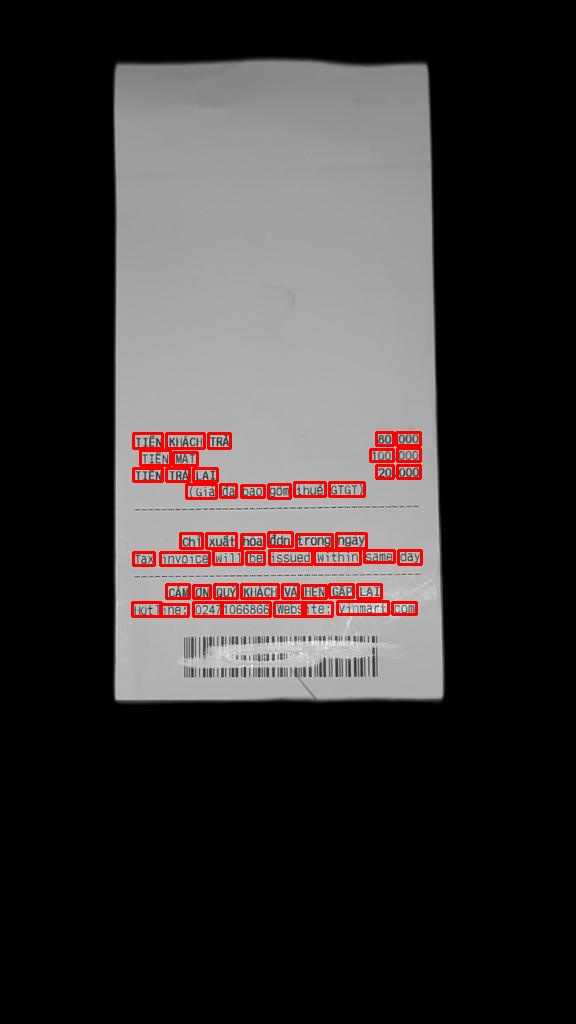 TIỀN KHÁCH TRẢ 80.000
TIỀN MẶT 100.000
TIỀN TRẢ LẠI 20.000
(Giá đã bao gồm thuế GTGT)
Chỉ xuất hóa đơn trong ngày
Tax invoice will be issued within same day
CẢM ƠN QUÝ KHÁCH VÀ HẸN GẶP LẠI
Hotline: 02471066866 Website: vinmart.com